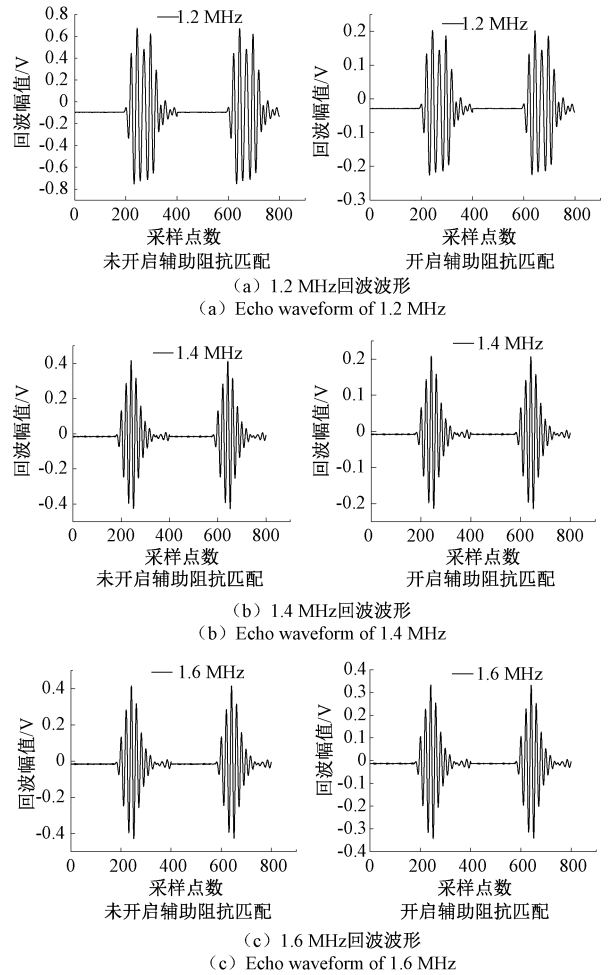 1.2 MHz
0.8
0.6
0.4
0.2
0
-0.2
-0.4
-0.6
-0.8
回波幅值/V
0 200 400 600 800
采样点数
未开启辅助阻抗匹配
1.2 MHz
0.3
0.2
0.1
0
-0.1
-0.2
-0.3
回波幅值/V
0 200 400 600 800
采样点数
开启辅助阻抗匹配
（a）1.2 MHz回波波形
（a）Echo waveform of 1.2 MHz
1.4 MHz
0.4
0.2
0
-0.2
-0.4
回波幅值/V
0 200 400 600 800
采样点数
未开启辅助阻抗匹配
1.4 MHz
0.2
0.1
0
-0.1
-0.2
回波幅值/V
0 200 400 600 800
采样点数
开启辅助阻抗匹配
（b）1.4 MHz回波波形
（b）Echo waveform of 1.4 MHz
1.6 MHz
0.4
0.2
0
-0.2
-0.4
回波幅值/V
0 200 400 600 800
采样点数
未开启辅助阻抗匹配
1.6 MHz
0.4
0.3
0.2
0.1
0
-0.1
-0.2
-0.3
-0.4
回波幅值/V
0 200 400 600 800
采样点数
开启辅助阻抗匹配
（c）1.6 MHz回波波形
（c）Echo waveform of 1.6 MHz